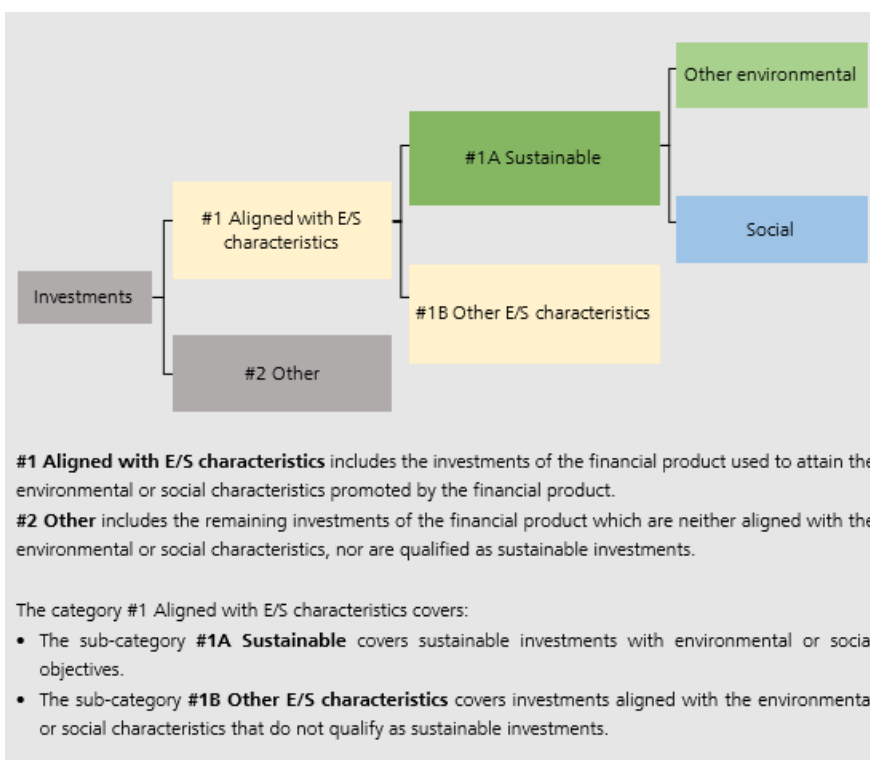 Other environmental
#1A Sustainable
#1 Aligned with E/S
characteristics
Social
Investments
#1B Other E/S characteristics
#2 Other
#1 Aligned with E/S characteristics includes the investments of the financial product used to attain the
environmental or social characteristics promoted by the financial product.
#2 Other includes the remaining investments of the financial product which are neither aligned with the
environmental or social characteristics, nor are qualified as sustainable investments.
The category #1 Aligned with E/S characteristics covers:
• The sub-category #1A Sustainable covers sustainable investments with environmental or social
objectives.
• The sub-category #1B Other E/S characteristics covers investments aligned with the environmental
or social characteristics that do not qualify as sustainable investments.